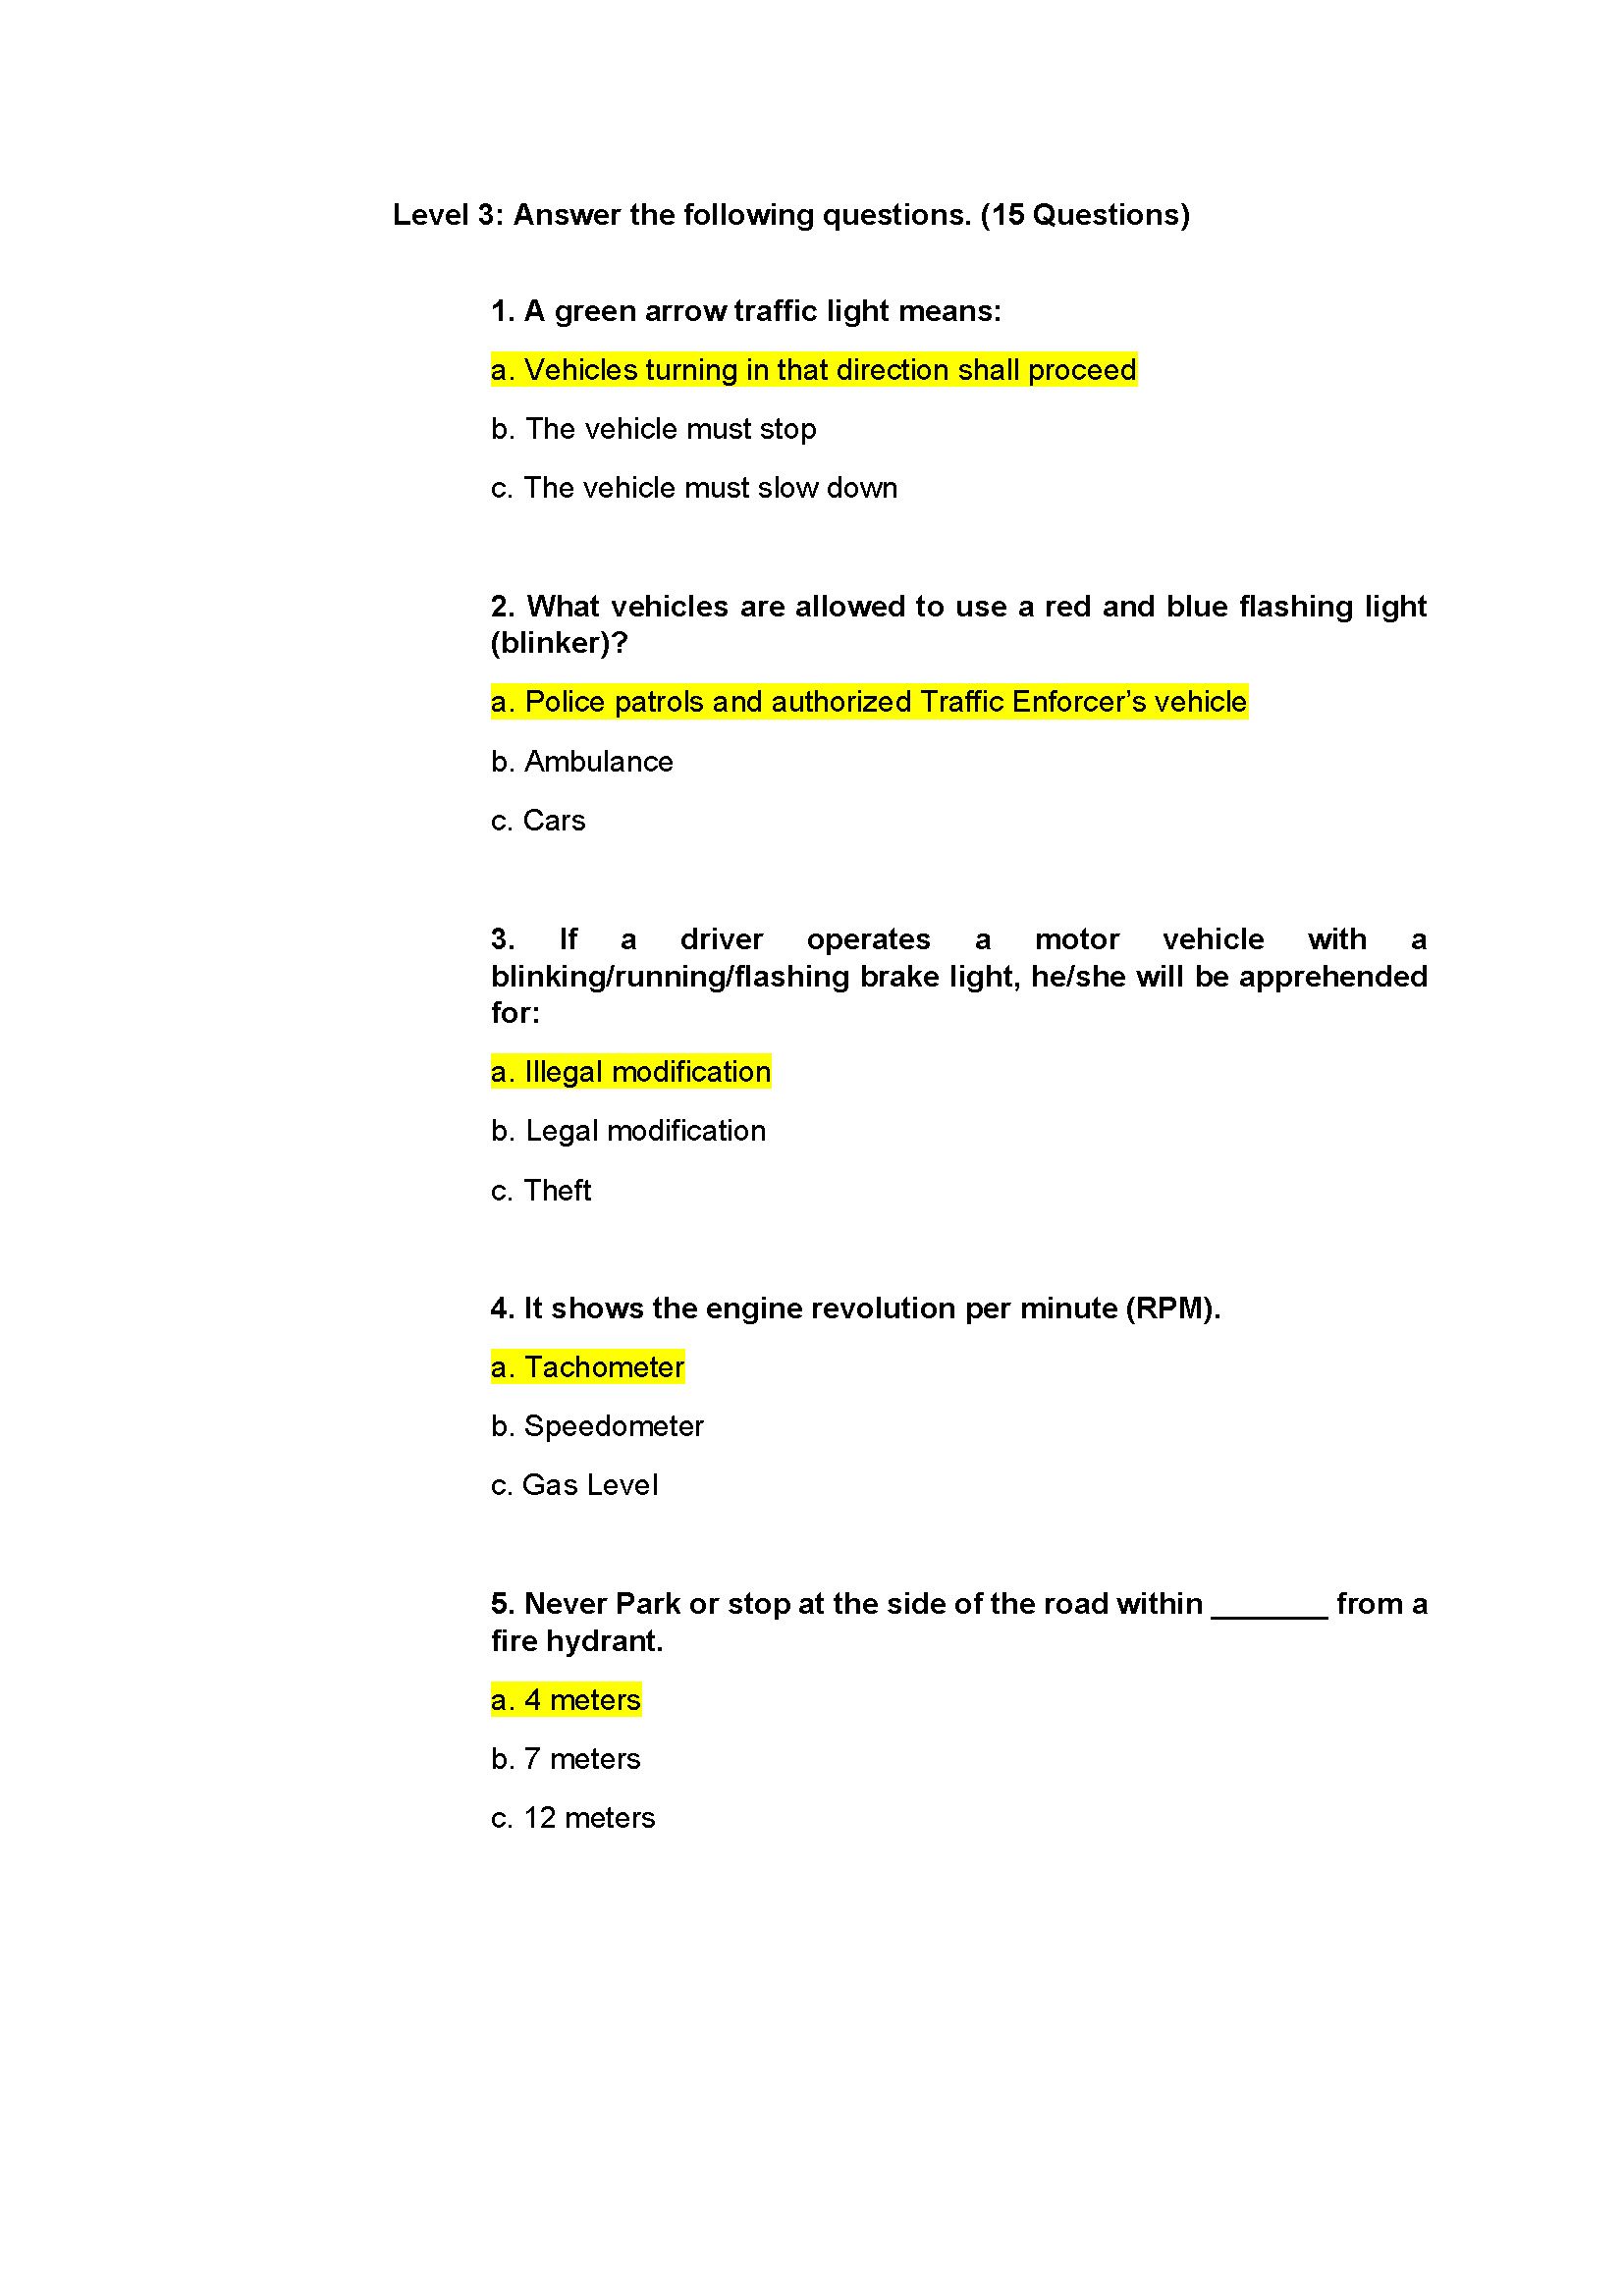 Level 3: Answer the following questions. (15 Questions)
1. A green arrow traffic light means:
a. Vehicles turning in that direction shall proceed
b. The vehicle must stop
c. The vehicle must slow down
2. What vehicles are allowed to use a red and blue flashing light
(blinker)?
a. Police patrols and authorized Traffic Enforcer’s vehicle
b. Ambulance
c. Cars
3. If a driver operates a motor vehicle with a
blinking/running/flashing brake light, he/she will be apprehended
for:
a. Illegal modification
b. Legal modification
c. Theft
4. It shows the engine revolution per minute (RPM).
a. Tachometer
b. Speedometer
c. Gas Level
5. Never Park or stop at the side of the road within _______ from a
fire hydrant.
a. 4 meters
b. 7 meters
c. 12 meters